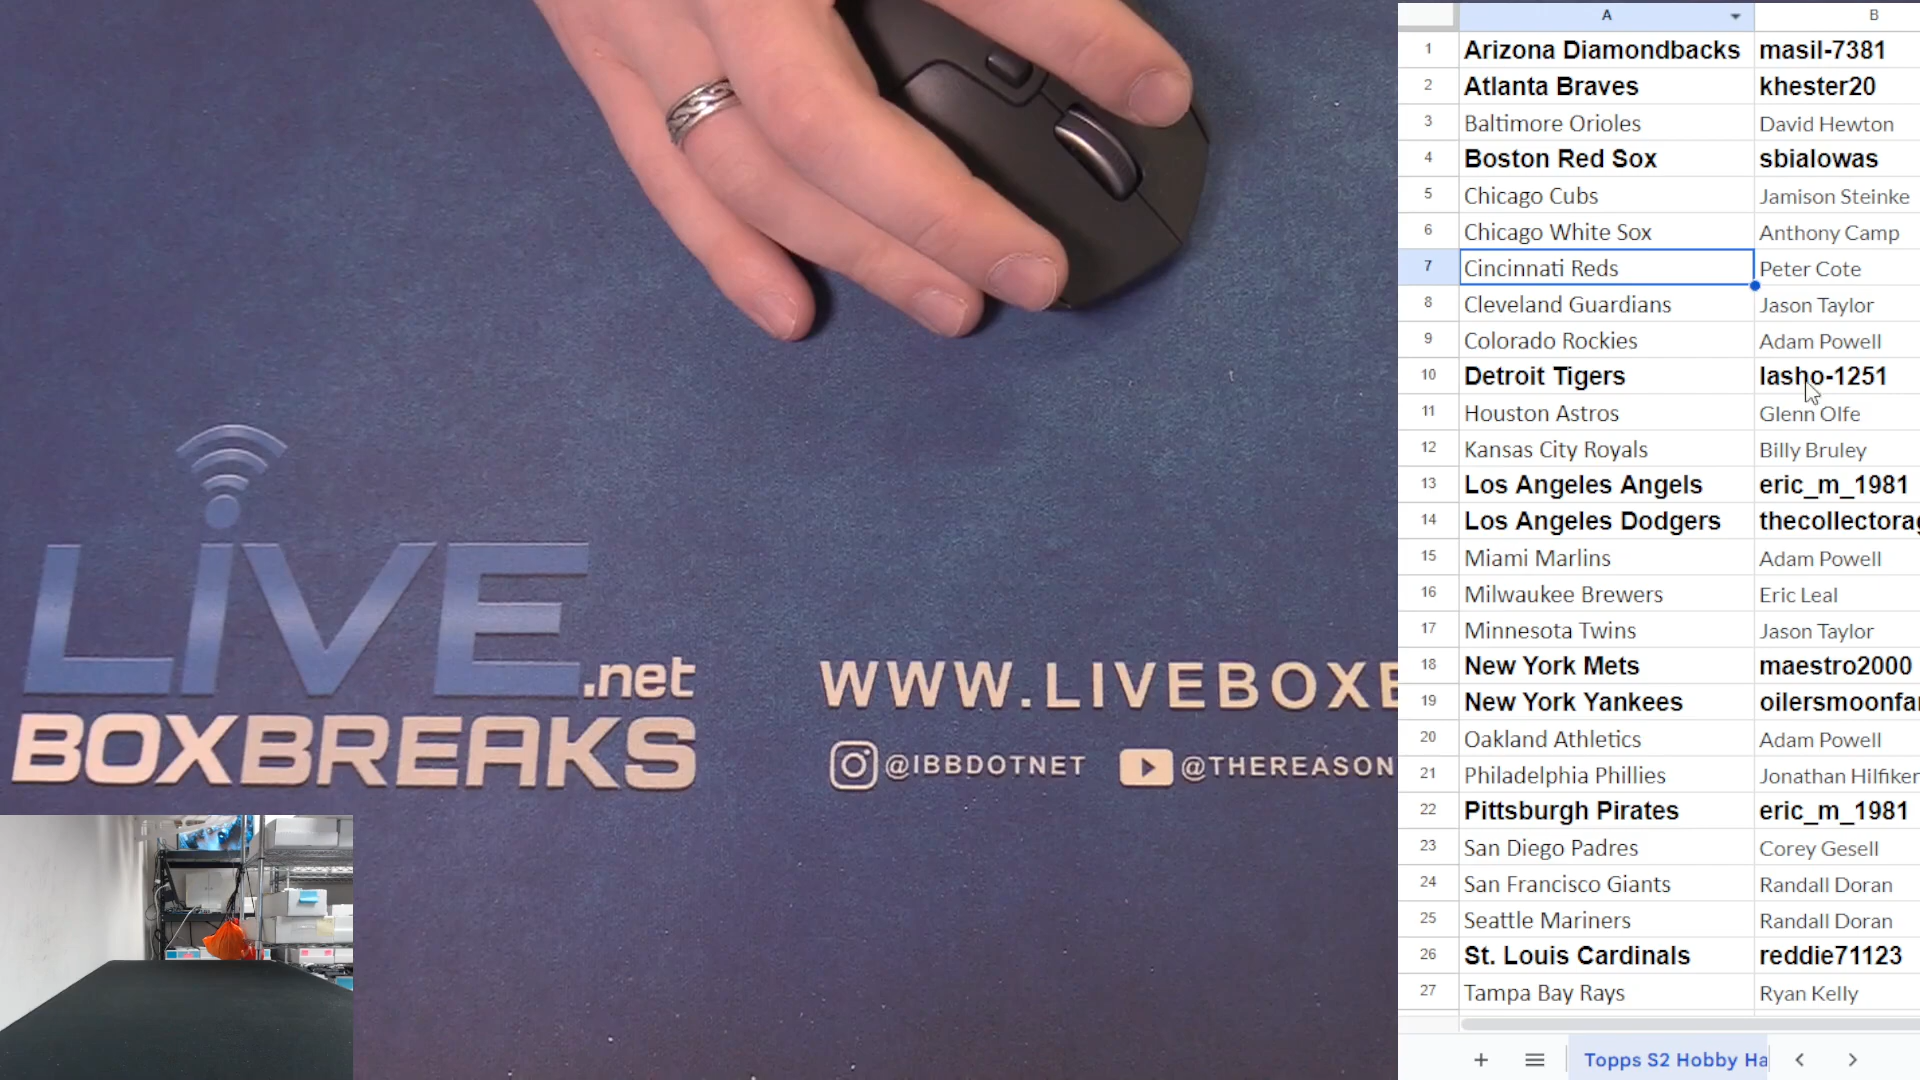 A B
1 Arizona Diamondbacks masil-7381
2 Atlanta Braves khester20
3 Baltimore Orioles David Hewton
4 Boston Red Sox sbialowas
5 Chicago Cubs Jamison Steinke
6 Chicago White Sox Anthony Camp
7 Cincinnati Reds Peter Cote
8 Cleveland Guardians Jason Taylor
9 Colorado Rockies Adam Powell
10 Detroit Tigers lasho-1251
11 Houston Astros Glenn Olfe
12 Kansas City Royals Billy Bruley
13 Los Angeles Angels eric_m_1981
14 Los Angeles Dodgers thecollectorag
15 Miami Marlins Adam Powell
16 Milwaukee Brewers Eric Leal
17 Minnesota Twins Jason Taylor
18 New York Mets maestro2000
19 New York Yankees oilersmoonfa
20 Oakland Athletics Adam Powell
21 Philadelphia Phillies Jonathan Hilfiker
22 Pittsburgh Pirates eric_m_1981
23 San Diego Padres Corey Gesell
24 San Francisco Giants Randall Doran
25 Seattle Mariners Randall Doran
26 St. Louis Cardinals reddie71123
27 Tampa Bay Rays Ryan Kelly
Topps S2 Hobby Ha
LIVE.net
BOXBREAKS
WWW.LIVEBOXB
@IBBDOTNET @THEREASON